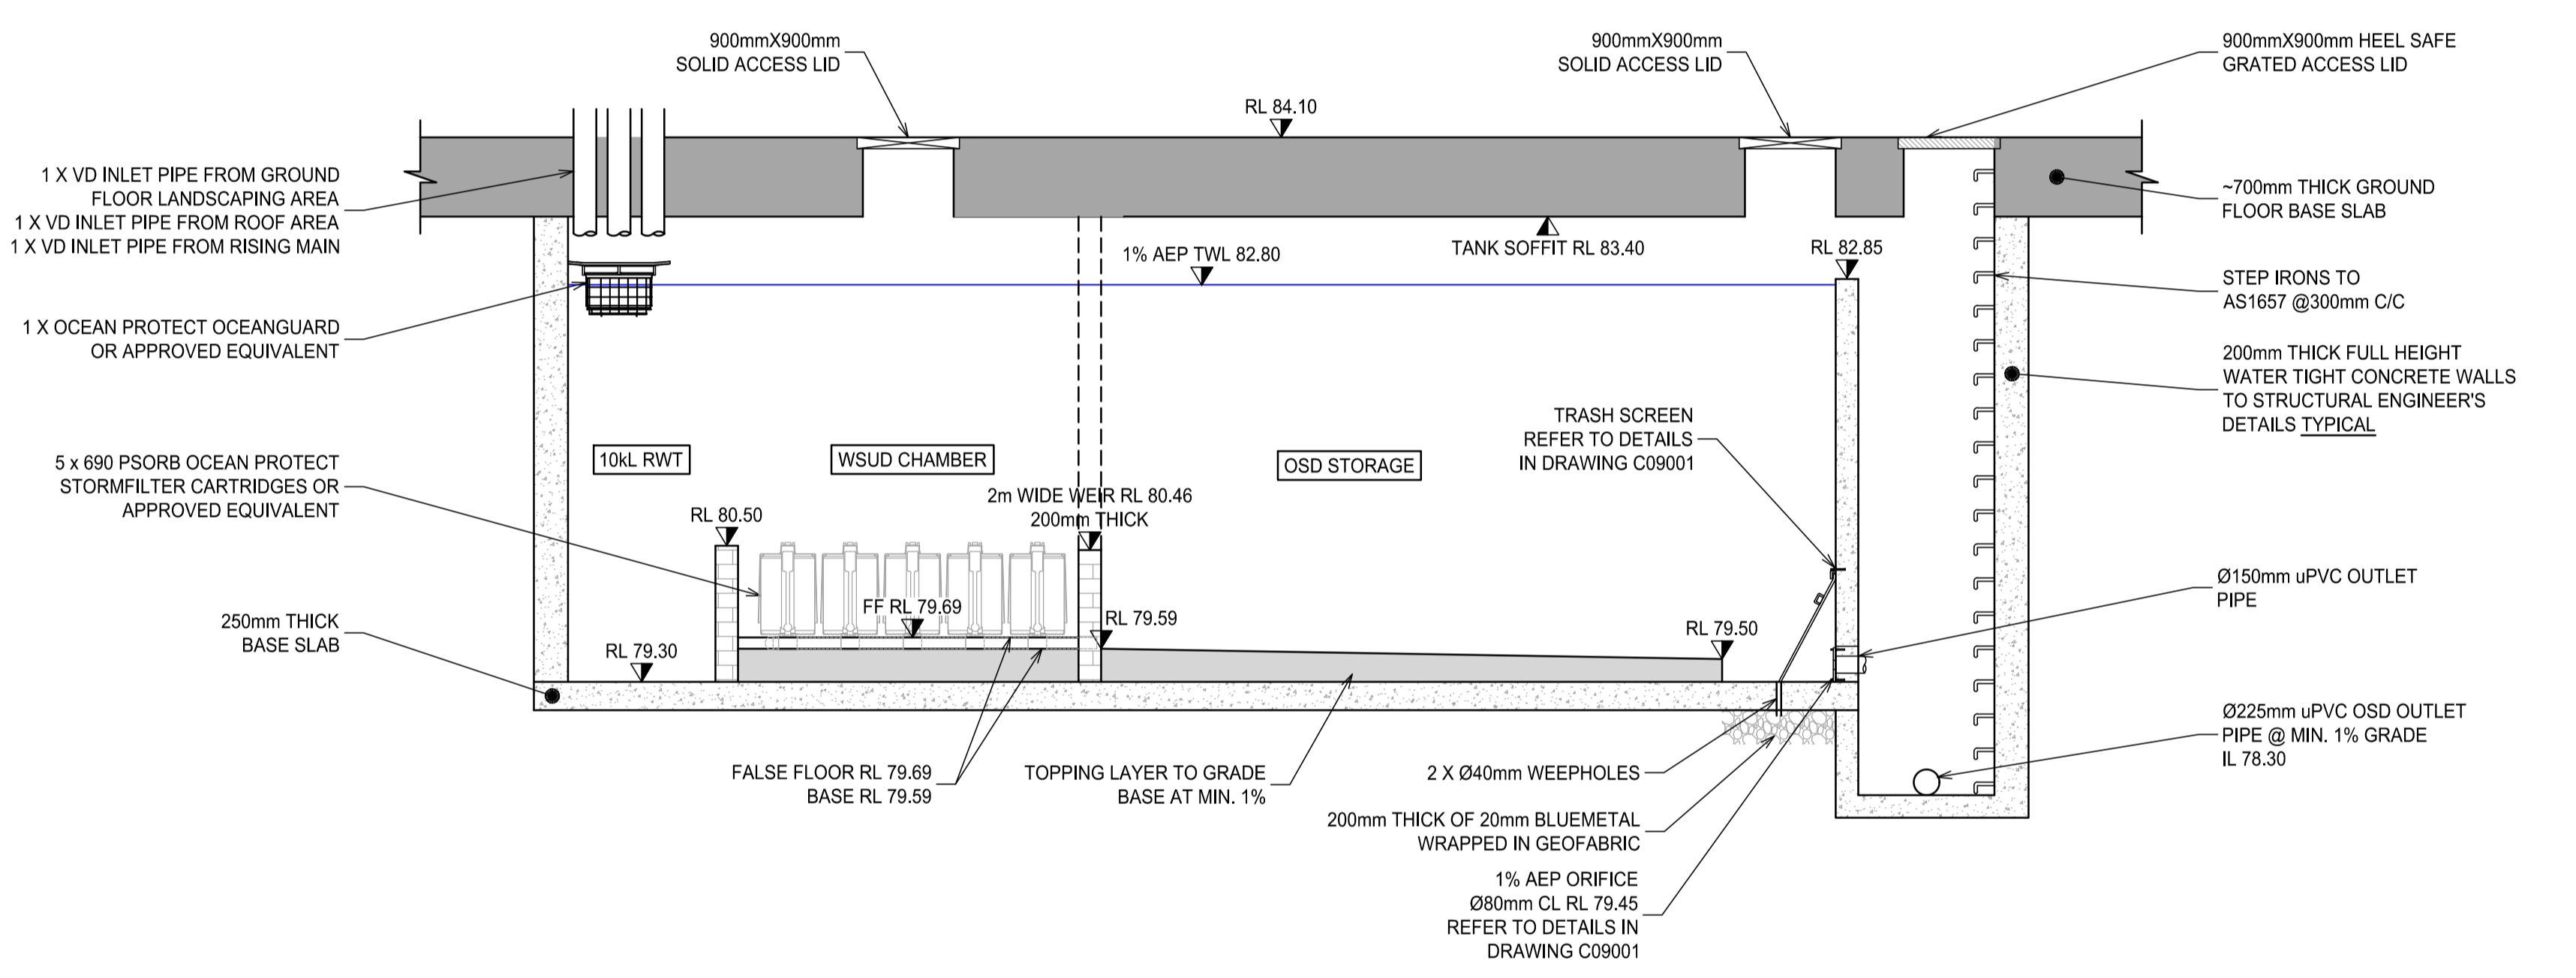 900mmX900mm
SOLID ACCESS LID
900mmX900mm
SOLID ACCESS LID
900mmX900mm HEEL SAFE
GRATED ACCESS LID
RL 84.10
1 X VD INLET PIPE FROM GROUND
FLOOR LANDSCAPING AREA
1 X VD INLET PIPE FROM ROOF AREA
1 X VD INLET PIPE FROM RISING MAIN
~700mm THICK GROUND
FLOOR BASE SLAB
1% AEP TWL 82.80
TANK SOFFIT RL 83.40
RL 82.85
STEP IRONS TO
AS1657 @300mm C/C
1 X OCEAN PROTECT OCEANGUARD
OR APPROVED EQUIVALENT
200mm THICK FULL HEIGHT
WATER TIGHT CONCRETE WALLS
TO STRUCTURAL ENGINEER'S
DETAILS TYPICAL
TRASH SCREEN
REFER TO DETAILS
IN DRAWING C09001
10kL RWT
WSUD CHAMBER
OSD STORAGE
5 x 690 PSORB OCEAN PROTECT
STORMFILTER CARTRIDGES OR
APPROVED EQUIVALENT
2m WIDE WEIR RL 80.46
200mm THICK
RL 80.50
FF RL 79.69
RL 79.59
RL 79.50
Ø150mm uPVC OUTLET
PIPE
250mm THICK
BASE SLAB
RL 79.30
Ø225mm uPVC OSD OUTLET
PIPE @ MIN. 1% GRADE
IL 78.30
FALSE FLOOR RL 79.69
BASE RL 79.59
TOPPING LAYER TO GRADE
BASE AT MIN. 1%
2 X Ø40mm WEEPHOLES
200mm THICK OF 20mm BLUEMETAL
WRAPPED IN GEOFABRIC
1% AEP ORIFICE
Ø80mm CL RL 79.45
REFER TO DETAILS IN
DRAWING C09001